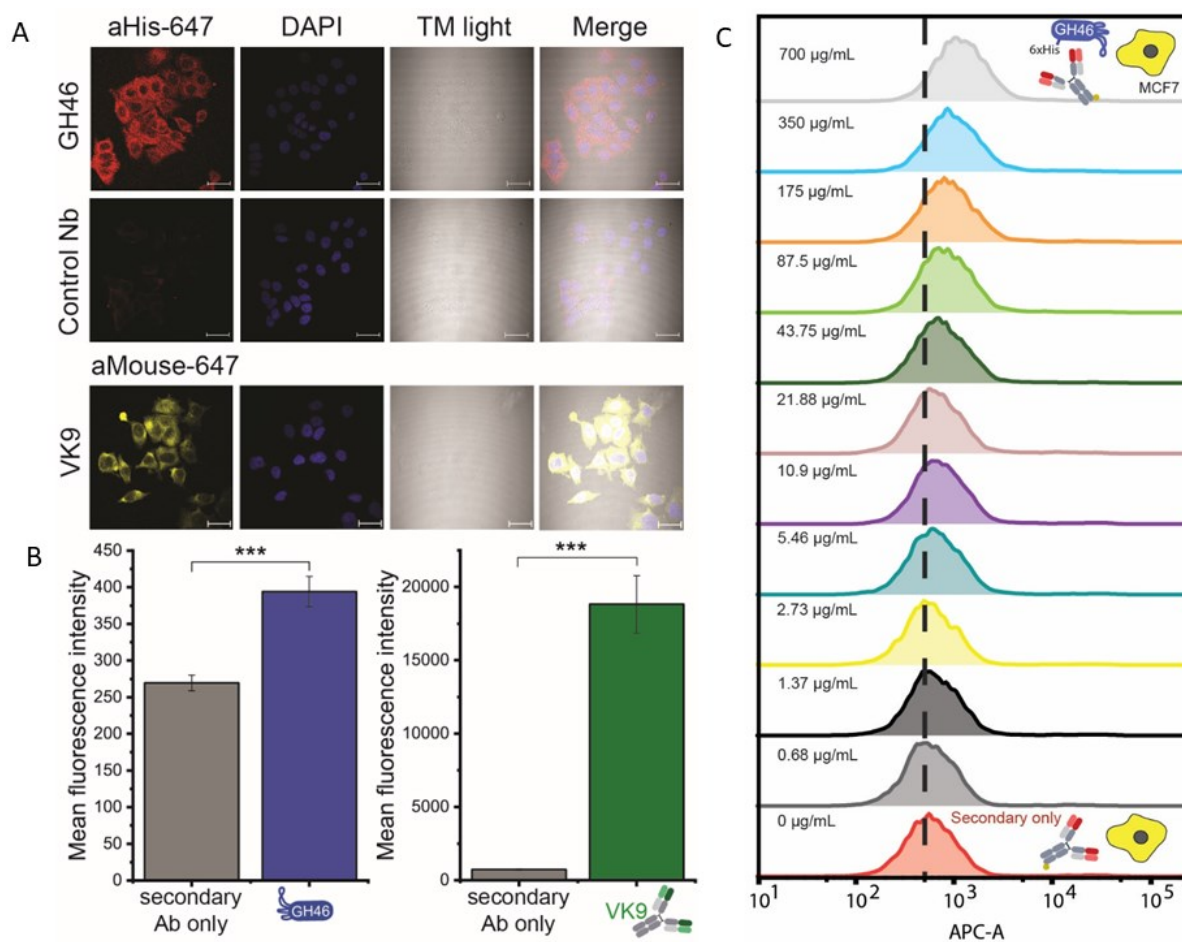 A
aHis-647 DAPI TM light Merge
GH46
Control Nb
aMouse-647
VK9
B
Mean fluorescence intensity
450
400
350
300
250
200
150
100
50
0
***
secondary
Ab only
GH46
Mean fluorescence intensity
20000
15000
10000
5000
0
***
secondary
Ab only
VK9
C
700 µg/mL
GH46
6xHis
MCF7
350 µg/mL
175 µg/mL
87.5 µg/mL
43.75 µg/mL
21.88 µg/mL
10.9 µg/mL
5.46 µg/mL
2.73 µg/mL
1.37 µg/mL
0.68 µg/mL
0 µg/mL
Secondary only
10¹ 10² 10³ 10⁴ 10⁵
APC-A